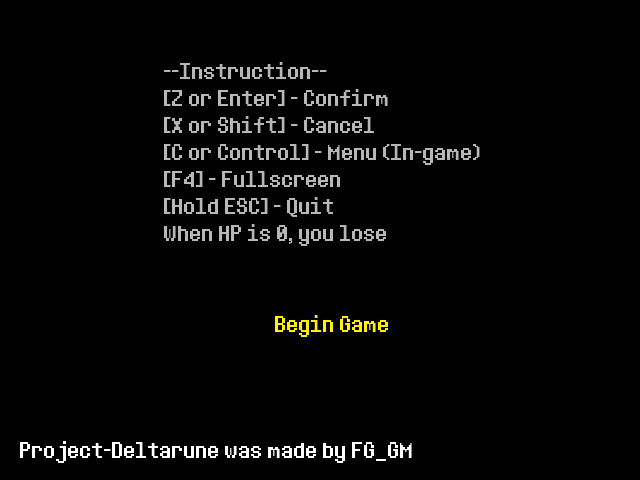 --Instruction--
[Z or Enter] - Confirm
[X or Shift] - Cancel
[C or Control] - Menu (In-game)
[F4] - Fullscreen
[Hold ESC] - Quit
When HP is 0, you lose
Begin Game
Project-Deltarune was made by FG_GM